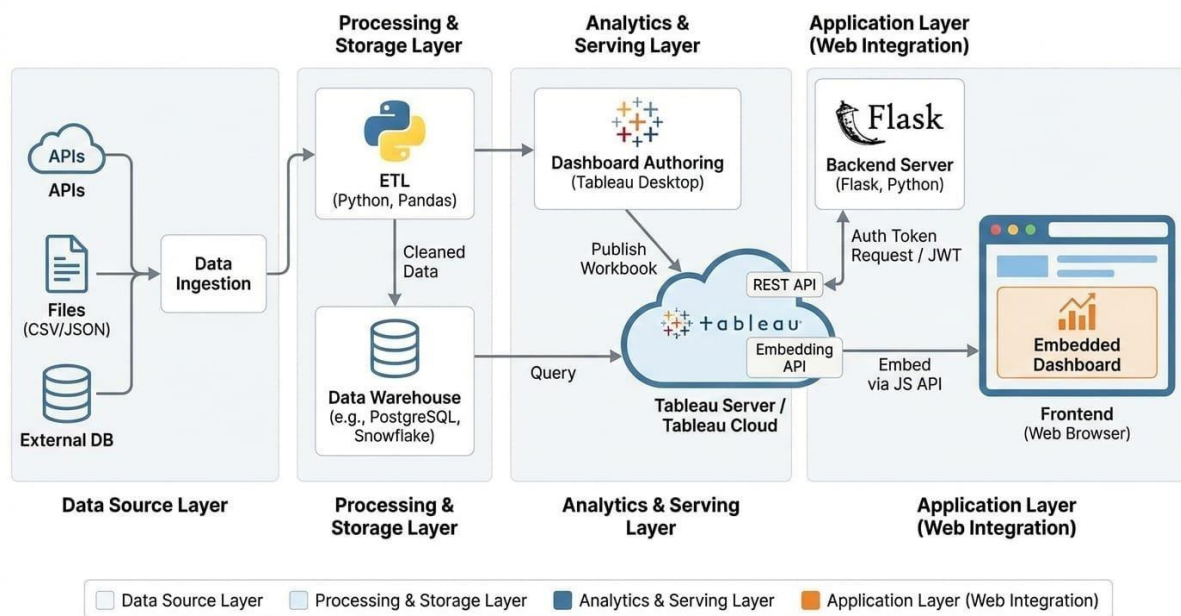 Processing &
Storage Layer
Analytics &
Serving Layer
Application Layer
(Web Integration)
APIs
APIs
Files
(CSV/JSON)
External DB
Data
Ingestion
ETL
(Python, Pandas)
Cleaned
Data
Data Warehouse
(e.g., PostgreSQL,
Snowflake)
Dashboard Authoring
(Tableau Desktop)
Publish
Workbook
Query
REST API
tableau
Embedding
API
Tableau Server /
Tableau Cloud
Flask
Backend Server
(Flask, Python)
Auth Token
Request / JWT
Embed
via JS API
Embedded
Dashboard
Frontend
(Web Browser)
Data Source Layer
Processing &
Storage Layer
Analytics & Serving
Layer
Application Layer
(Web Integration)
Data Source Layer
Processing & Storage Layer
Analytics & Serving Layer
Application Layer (Web Integration)